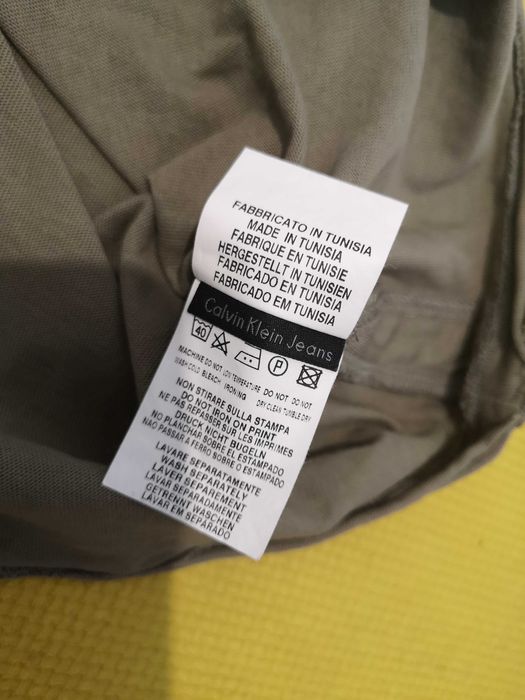 FABBRICATO IN TUNISIA
MADE IN TUNISIA
FABRIQUE EN TUNISIE
HERGESTELLT IN TUNISIEN
FABRICADO EN TUNISIA
FABRICADO EM TUNISIA
Calvin Klein Jeans
40 P
MACHINE DO NOT LOW TEMPERATURE DO NOT DO NOT
WASH COLD BLEACH IRONING DRY CLEAN TUMBLE DRY
NON STIRARE SULLA STAMPA
DO NOT IRON ON PRINT
NE PAS REPASSER SUR LES IMPRIMES
DRUCK NICHT BUGELN
NO PLANCHAR SOBRE EL ESTAMPADO
NÃO PASSAR A FERRO SOBRE O ESTAMPADO
LAVARE SEPARATAMENTE
WASH SEPARATELY
LAVER SEPAREMENT
LAVAR SEPARADAMENTE
GETRENNT WASCHEN
LAVAR EM SEPARADO